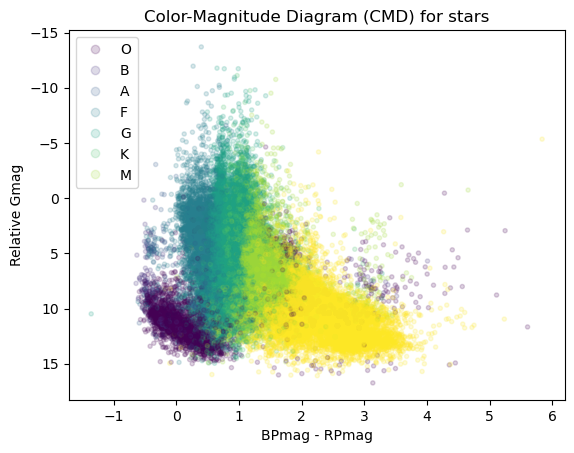 Color-Magnitude Diagram (CMD) for stars
−15
−10
−5
0
5
10
15
Relative Gmag
O
B
A
F
G
K
M
−1
0
1
2
3
4
5
6
BPmag - RPmag